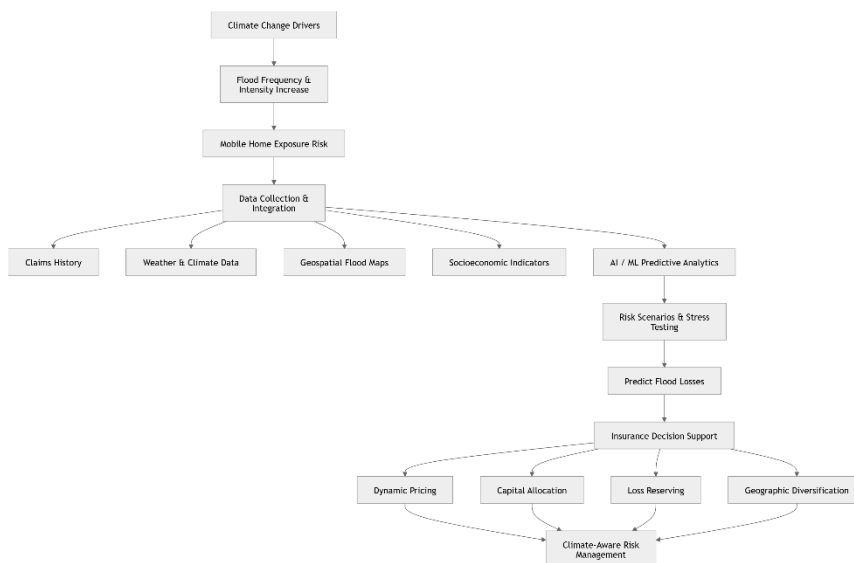 Climate Change Drivers
Flood Frequency &
Intensity Increase
Mobile Home Exposure Risk
Data Collection &
Integration
Claims History
Weather & Climate Data
Geospatial Flood Maps
Socioeconomic Indicators
AI / ML Predictive Analytics
Risk Scenarios & Stress
Testing
Predict Flood Losses
Insurance Decision Support
Dynamic Pricing
Capital Allocation
Loss Reserving
Geographic Diversification
Climate-Aware Risk
Management